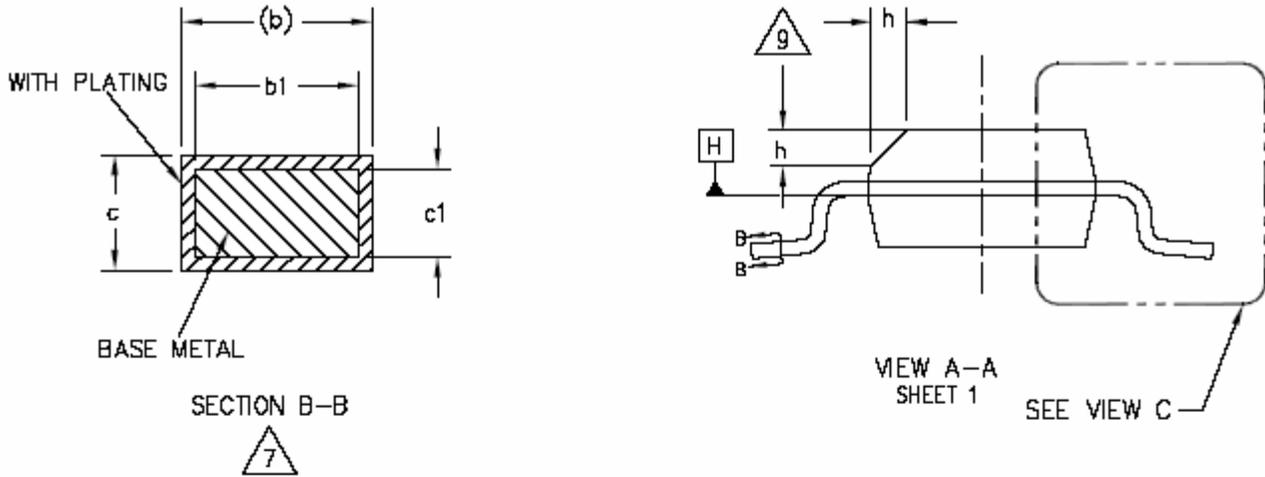 (b)
WITH PLATING
b1
c
c1
BASE METAL
SECTION B-B
7
9
h
h
H
B
B
VIEW A-A
SHEET 1
SEE VIEW C